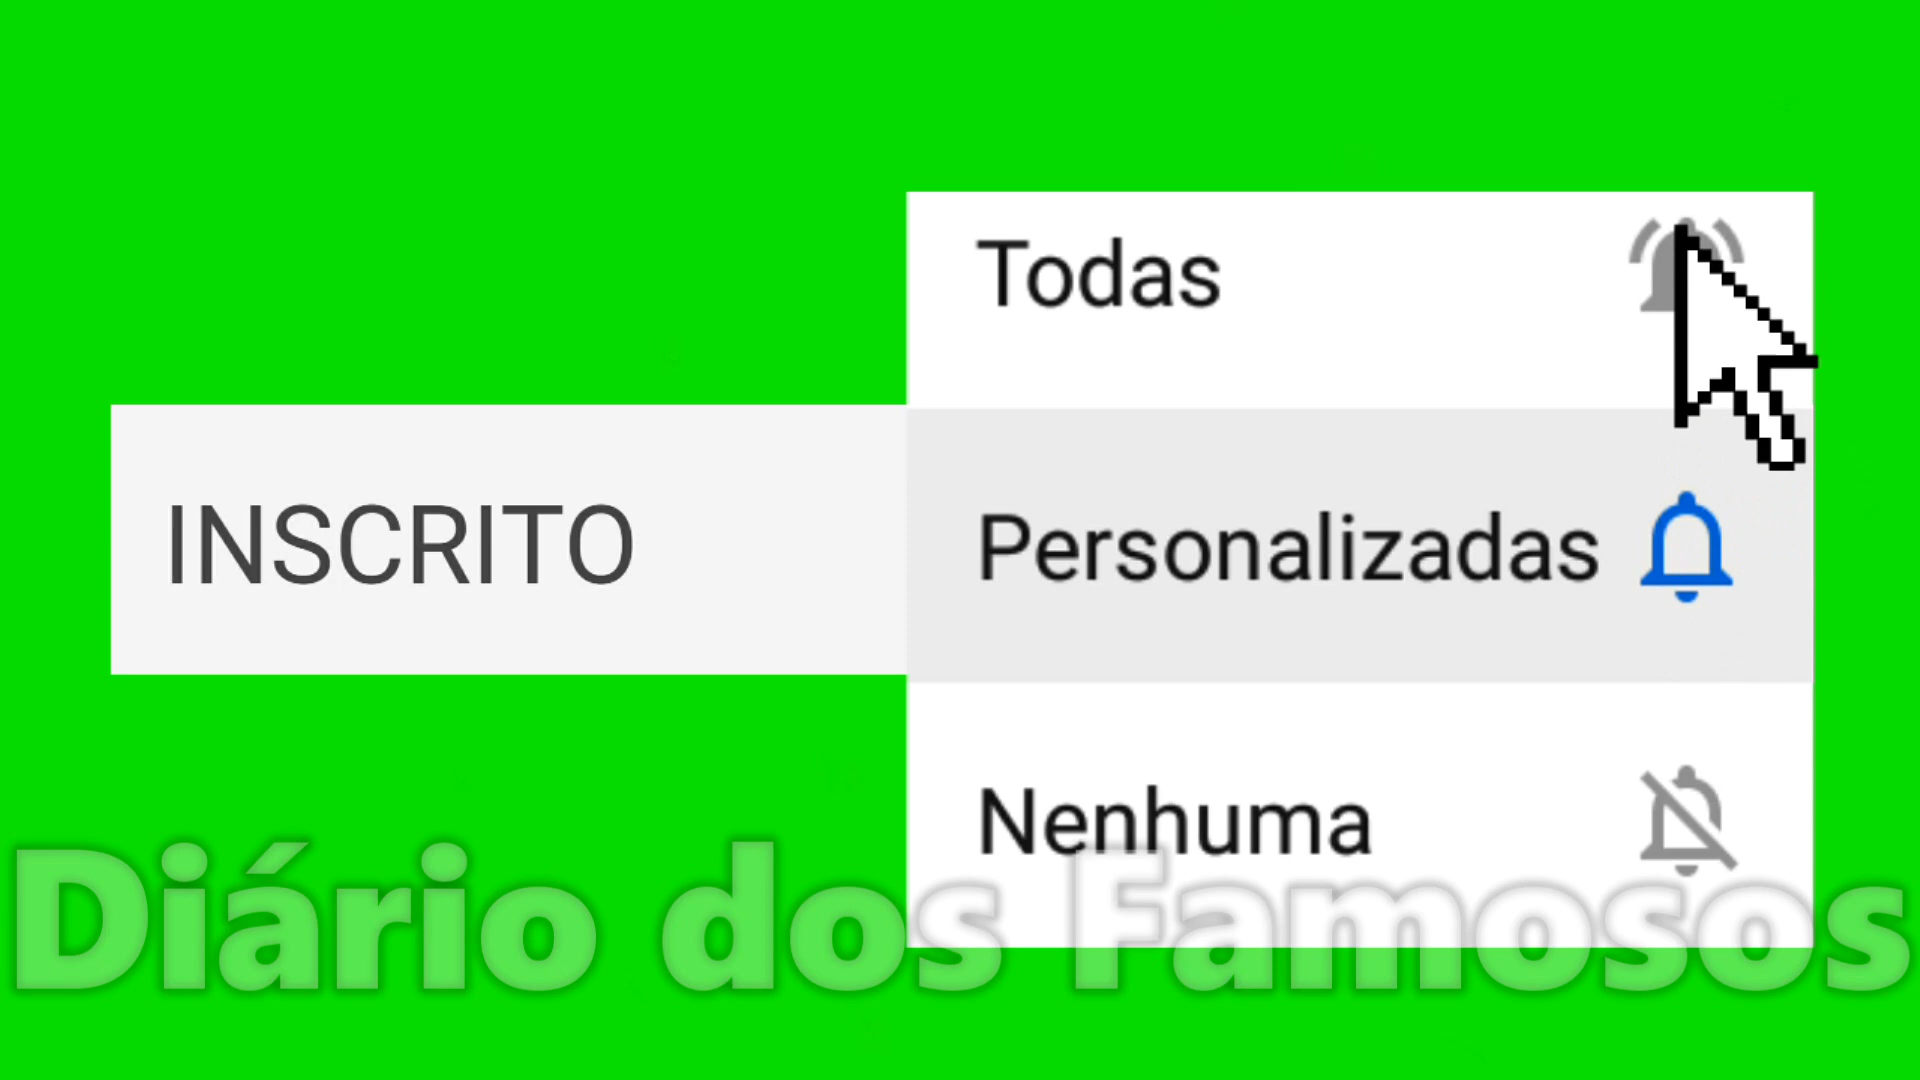 Todas
INSCRITO
Personalizadas
Nenhuma
Diário dos Famosos